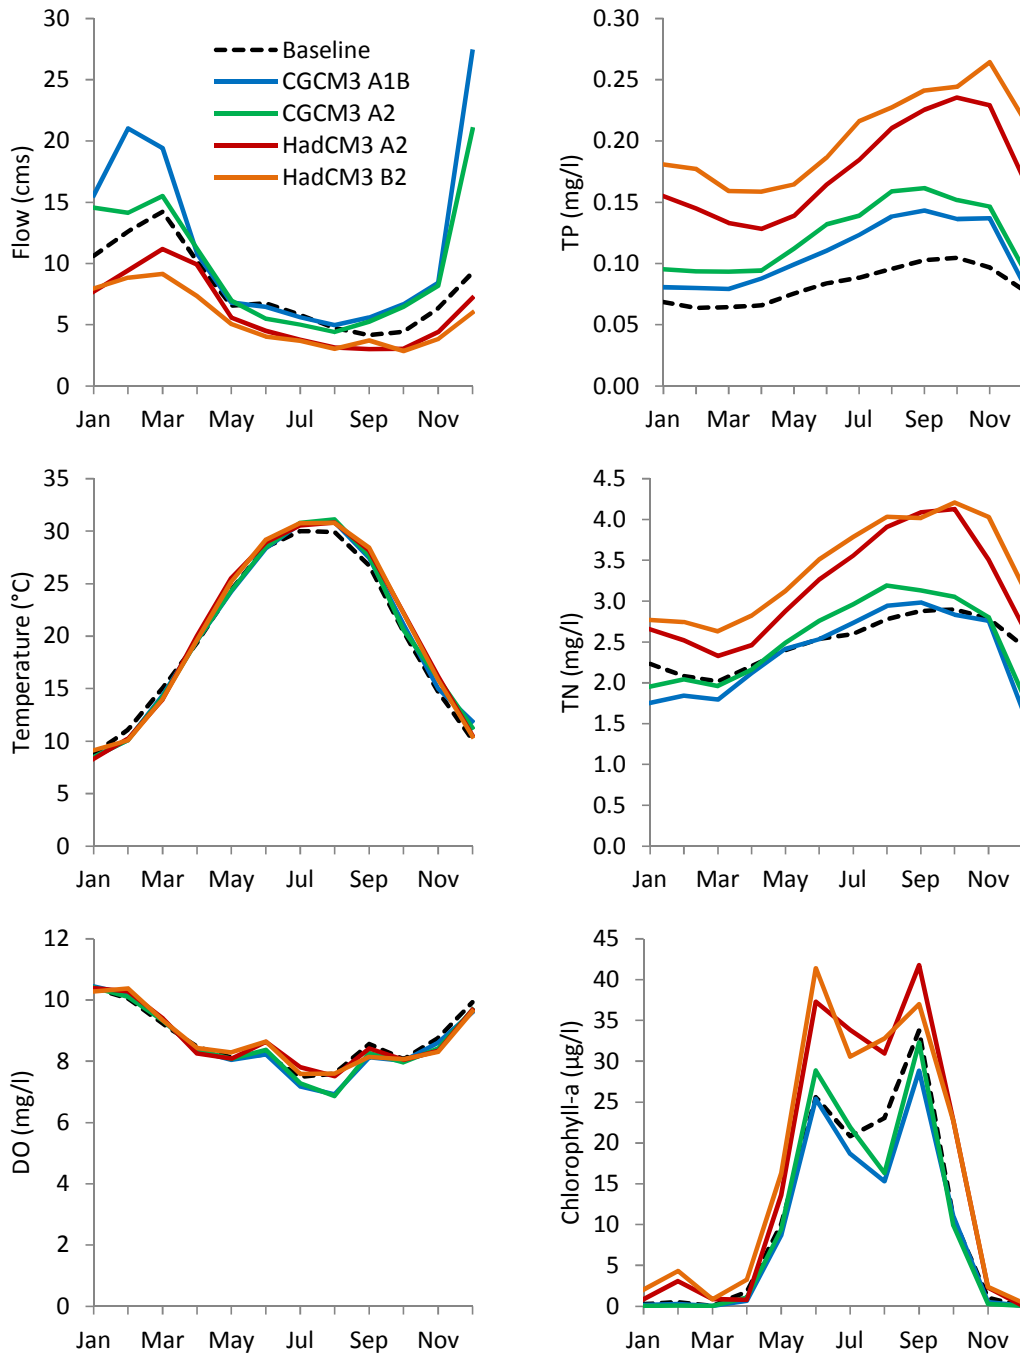 Flow (cms)
30
25
20
15
10
5
0
Jan Mar May Jul Sep Nov
Baseline
CGCM3 A1B
CGCM3 A2
HadCM3 A2
HadCM3 B2
TP (mg/l)
0.30
0.25
0.20
0.15
0.10
0.05
0.00
Jan Mar May Jul Sep Nov
Temperature (°C)
35
30
25
20
15
10
5
0
Jan Mar May Jul Sep Nov
TN (mg/l)
4.5
4.0
3.5
3.0
2.5
2.0
1.5
1.0
0.5
0.0
Jan Mar May Jul Sep Nov
DO (mg/l)
12
10
8
6
4
2
0
Jan Mar May Jul Sep Nov
Chlorophyll-a (µg/l)
45
40
35
30
25
20
15
10
5
0
Jan Mar May Jul Sep Nov